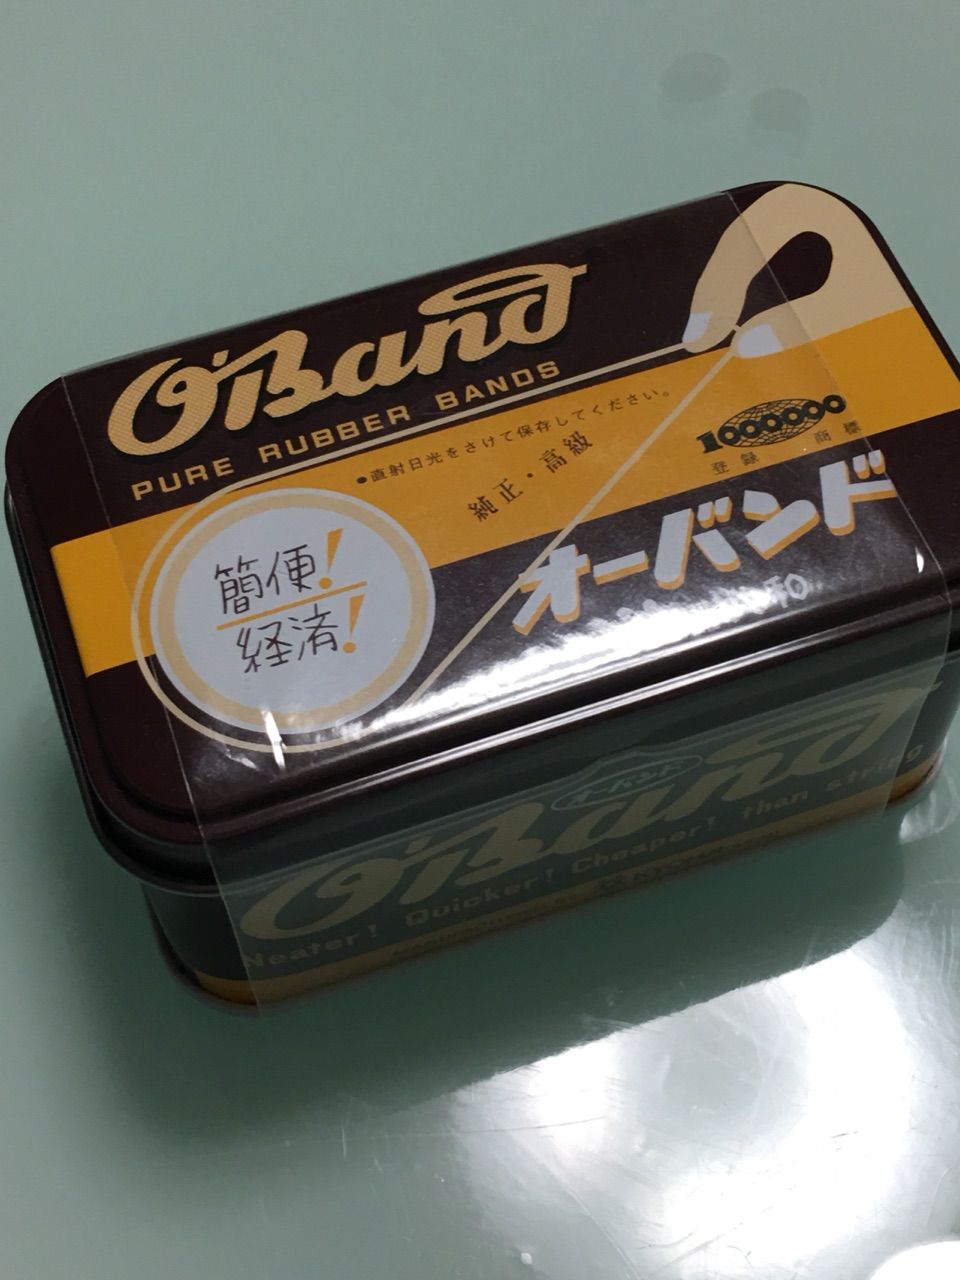 O'Band
PURE RUBBER BANDS
●直射日光をさけて保存してください。
純正・高級
1000000
登録 商標
オーバンド
簡便!
経済!
オーバンド
O'Band
Neater! Quicker! Cheaper! than string